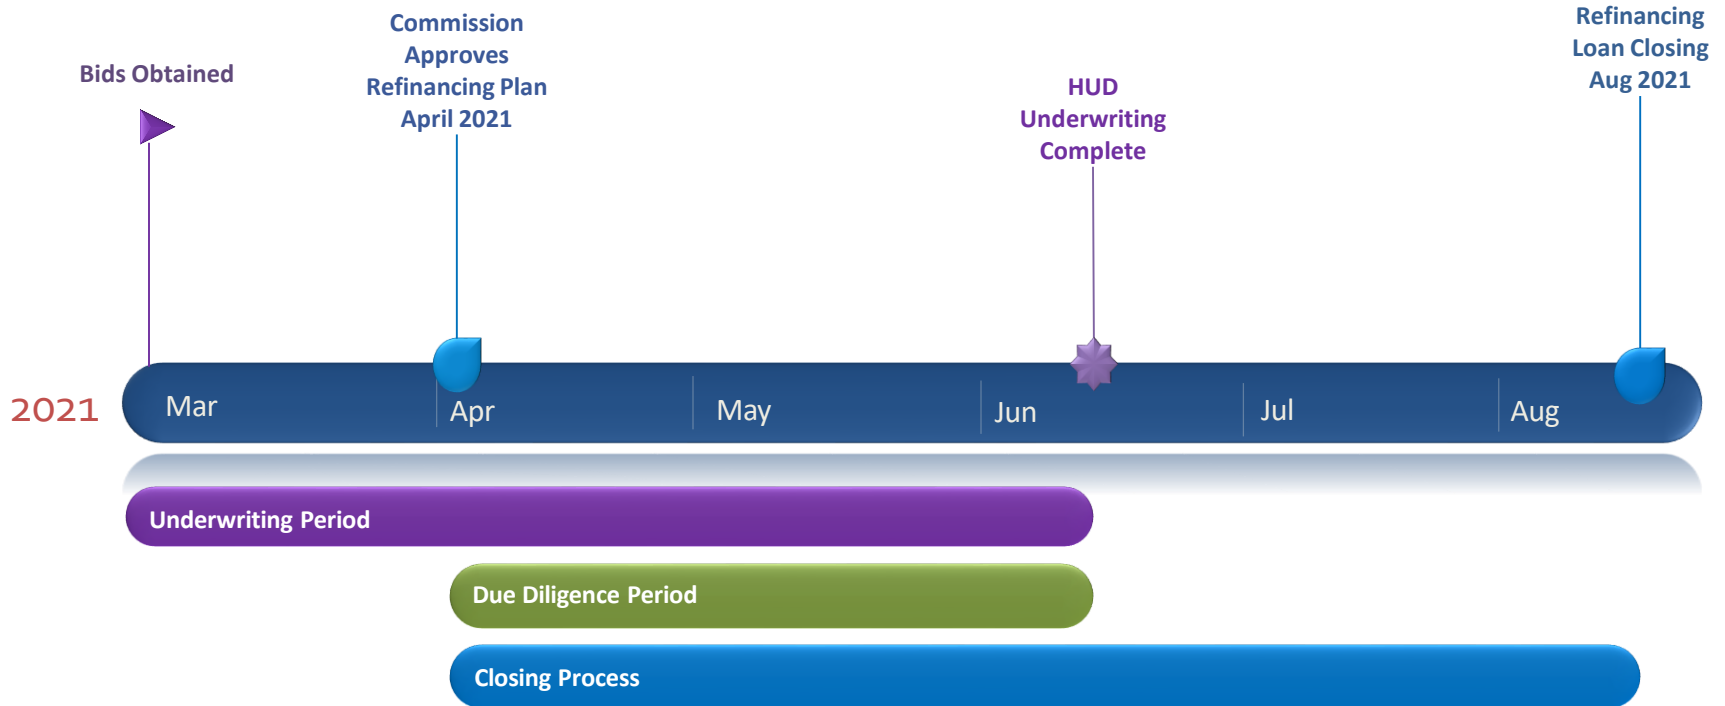 Bids Obtained
Commission
Approves
Refinancing Plan
April 2021
HUD
Underwriting
Complete
Refinancing
Loan Closing
Aug 2021
2021
Mar
Apr
May
Jun
Jul
Aug
Underwriting Period
Due Diligence Period
Closing Process